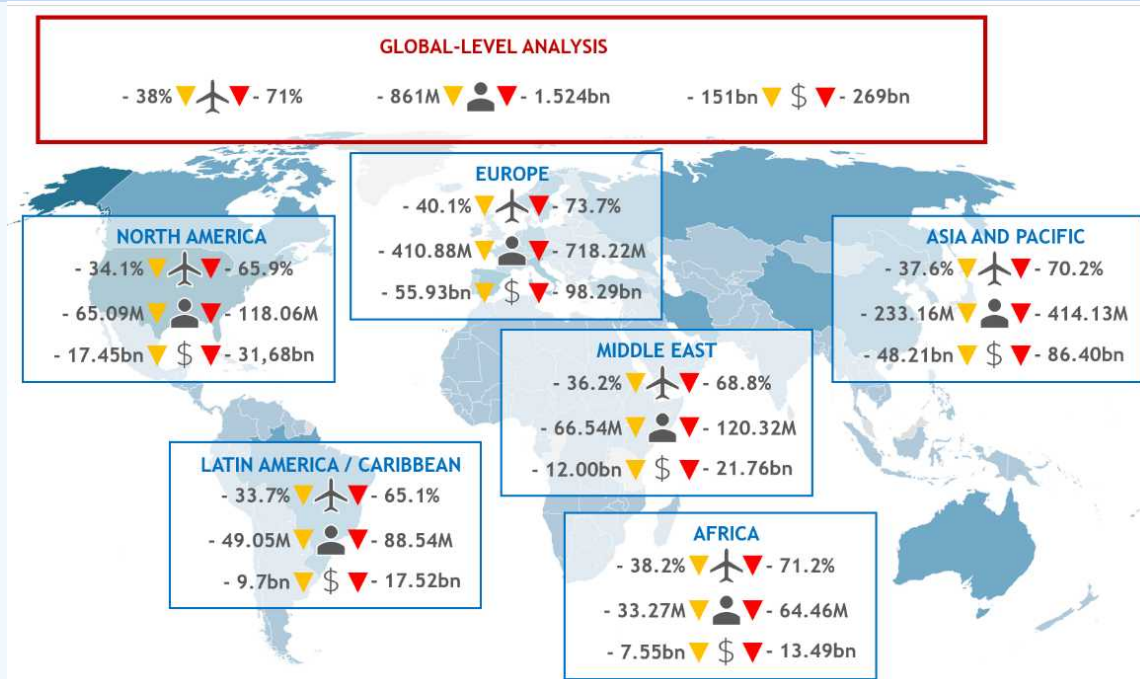 GLOBAL-LEVEL ANALYSIS
- 38% - 71% - 861M - 1.524bn - 151bn $ - 269bn
EUROPE
- 40.1% - 73.7%
- 410.88M - 718.22M
- 55.93bn $ - 98.29bn
NORTH AMERICA
- 34.1% - 65.9%
- 65.09M - 118.06M
- 17.45bn $ - 31,68bn
ASIA AND PACIFIC
- 37.6% - 70.2%
- 233.16M - 414.13M
- 48.21bn $ - 86.40bn
MIDDLE EAST
- 36.2% - 68.8%
- 66.54M - 120.32M
- 12.00bn $ - 21.76bn
LATIN AMERICA / CARIBBEAN
- 33.7% - 65.1%
- 49.05M - 88.54M
- 9.7bn $ - 17.52bn
AFRICA
- 38.2% - 71.2%
- 33.27M - 64.46M
- 7.55bn $ - 13.49bn